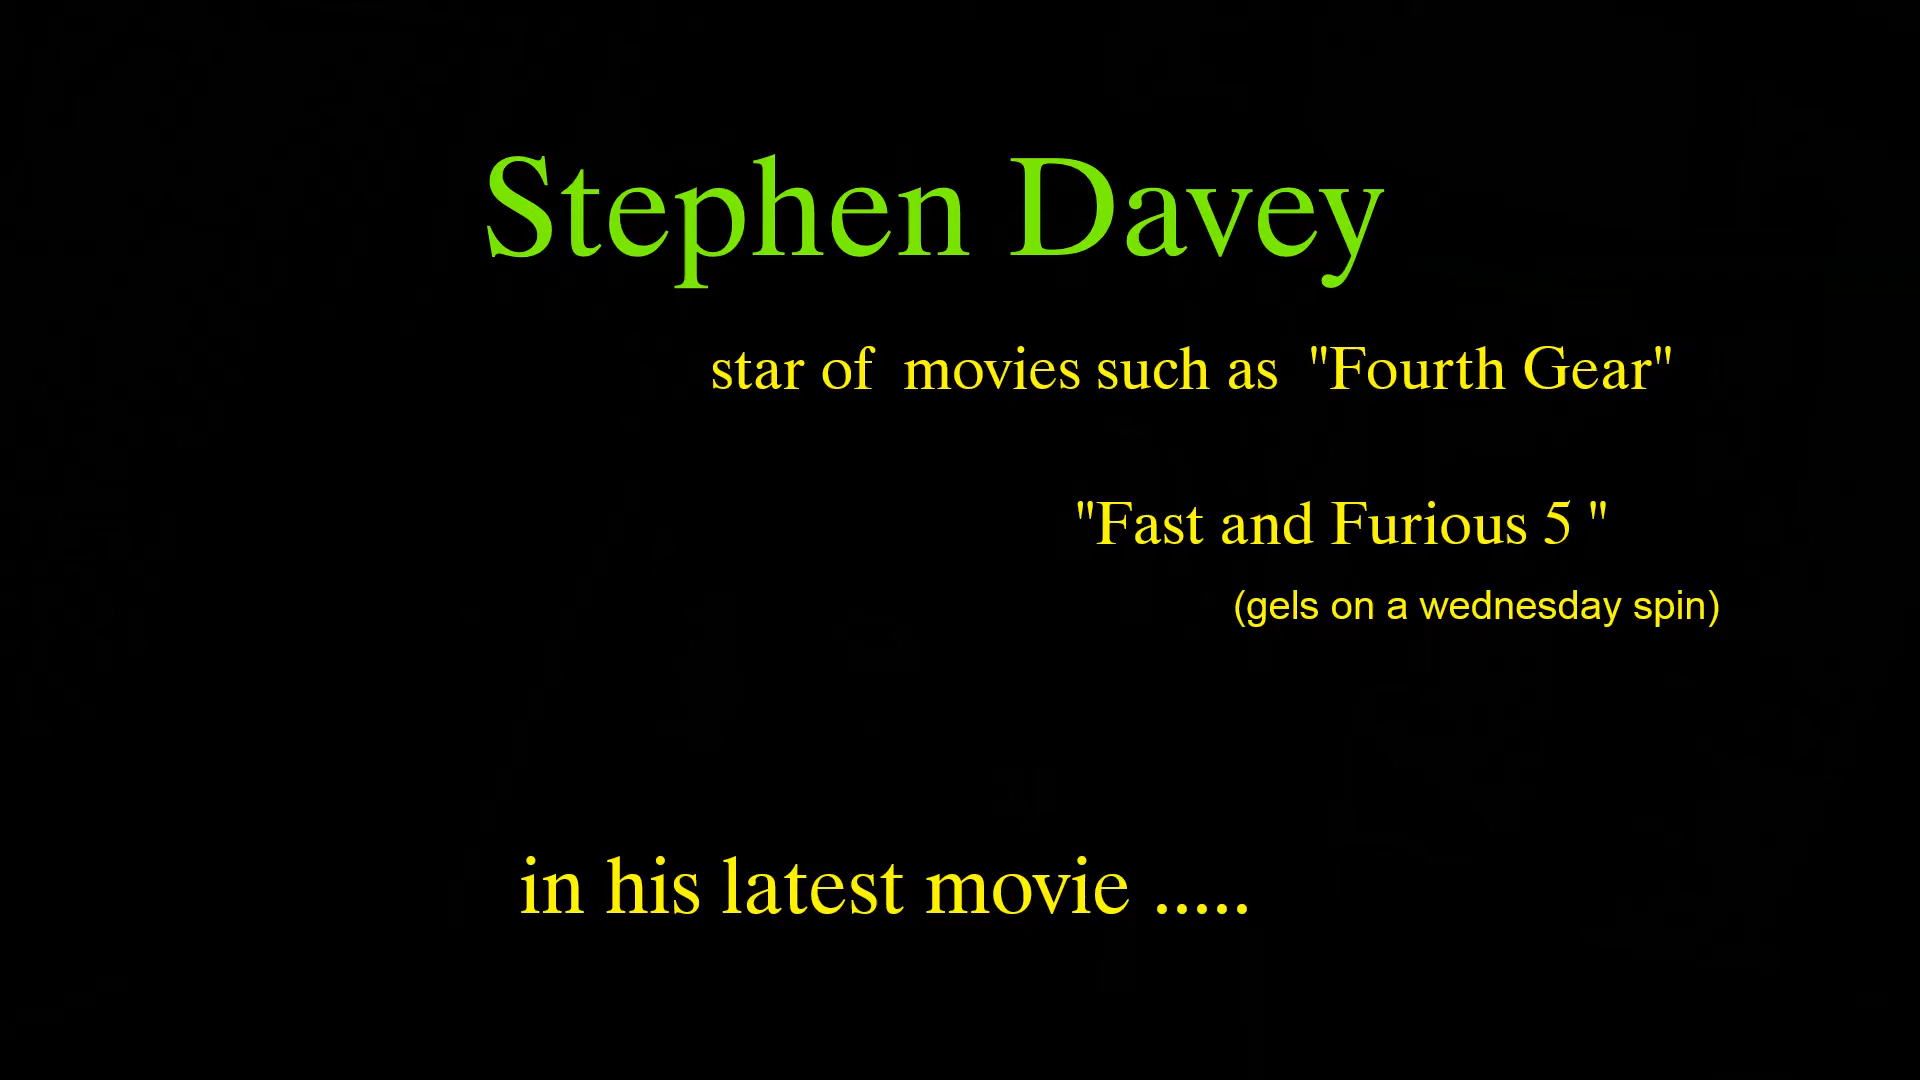 Stephen Davey
star of  movies such as  "Fourth Gear"
"Fast and Furious 5 "
(gels on a wednesday spin)
in his latest movie .....